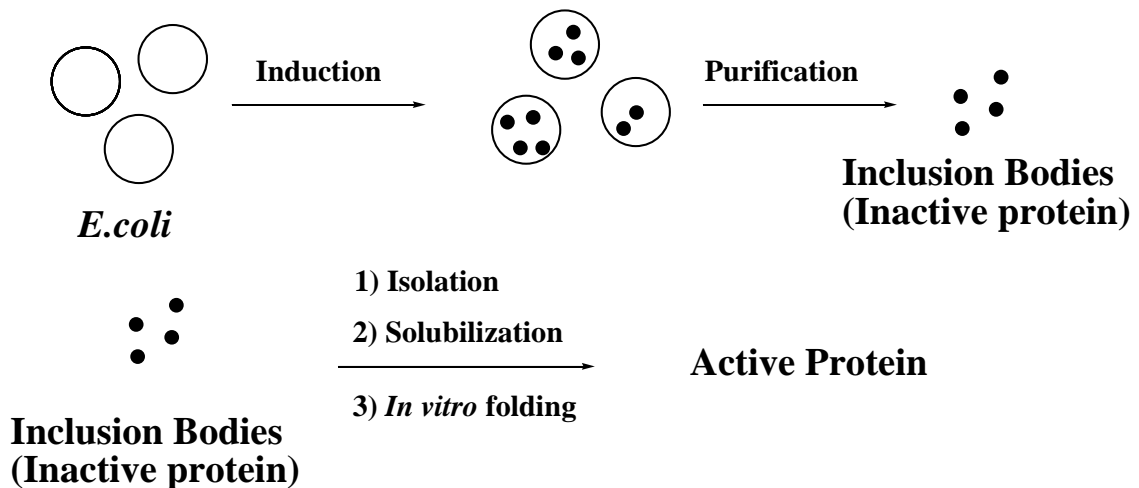 Induction
Purification
E.coli
Inclusion Bodies
(Inactive protein)
1) Isolation
2) Solubilization
3) In vitro folding
Active Protein
Inclusion Bodies
(Inactive protein)